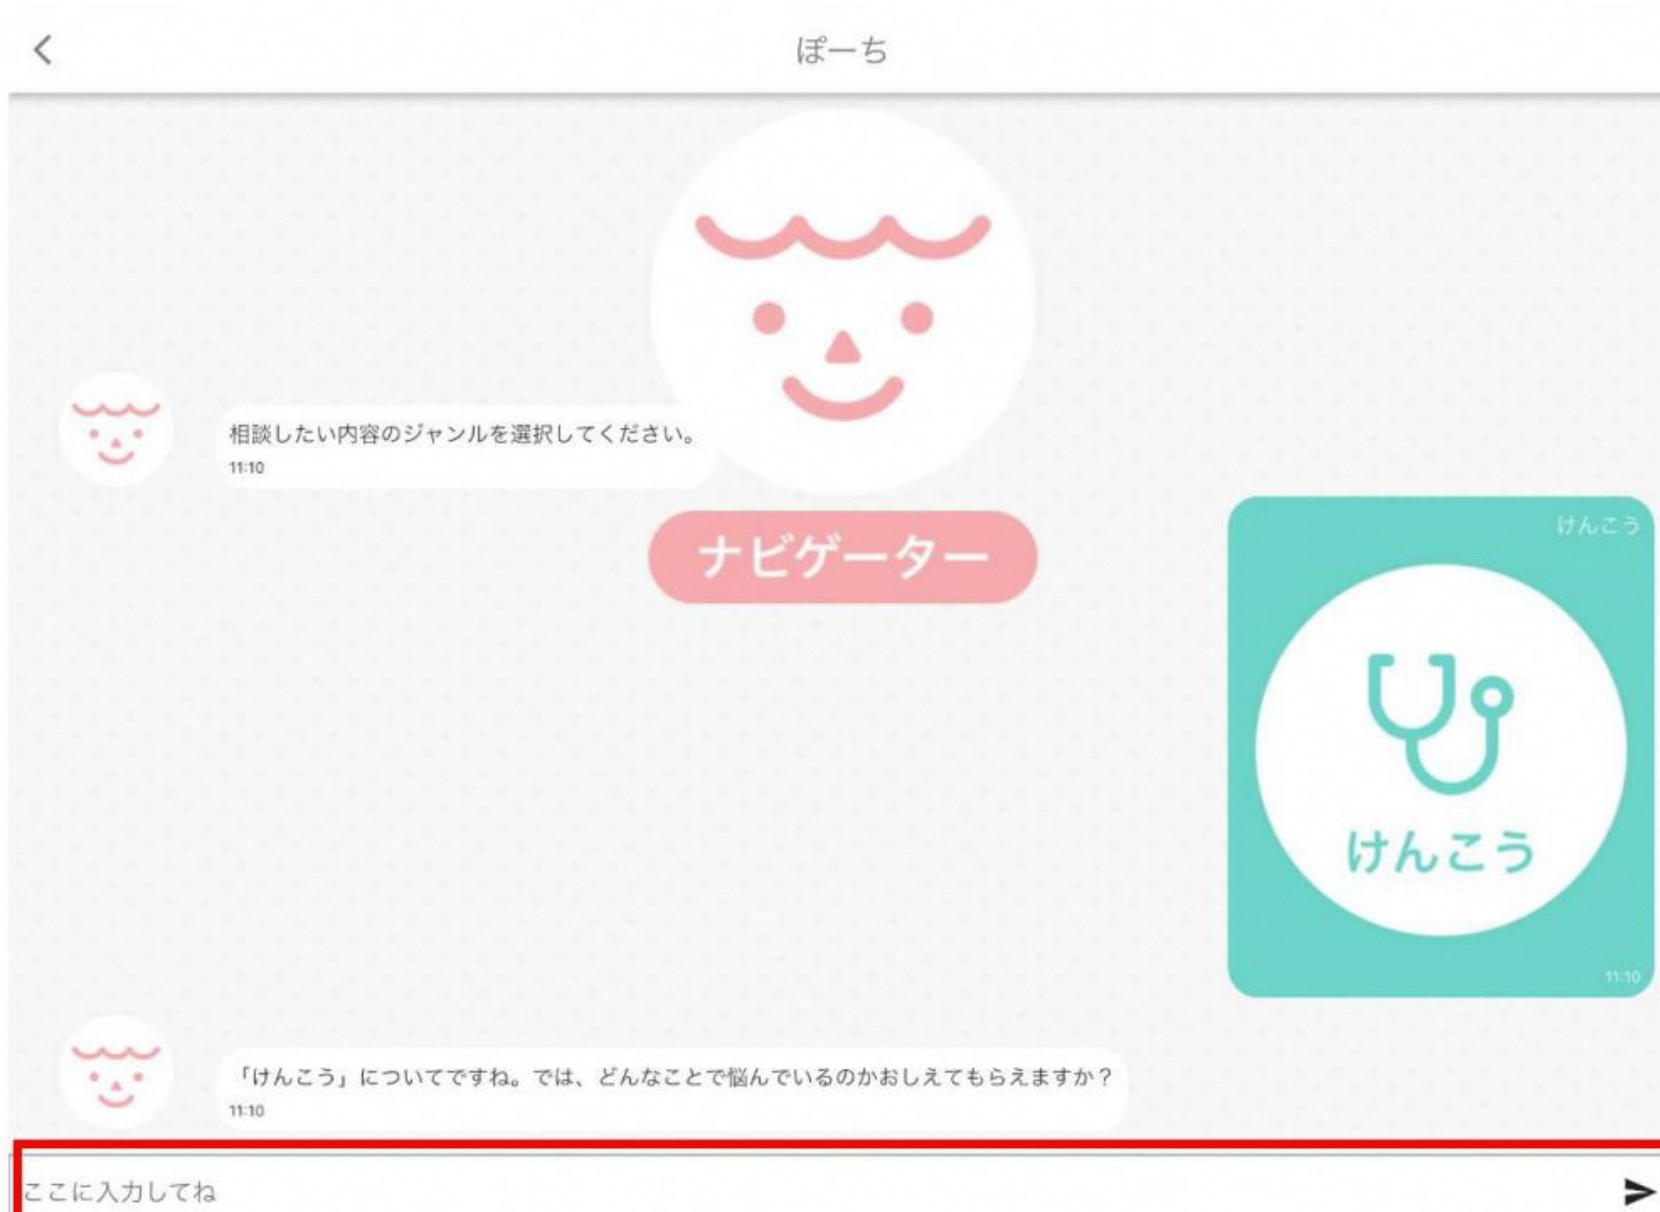 ぽーち
相談したい内容のジャンルを選択してください。
11:10
ナビゲーター
けんこう
けんこう
11:10
「けんこう」についてですね。では、どんなことで悩んでいるのかおしえてもらえますか？
11:10
ここに入力してね